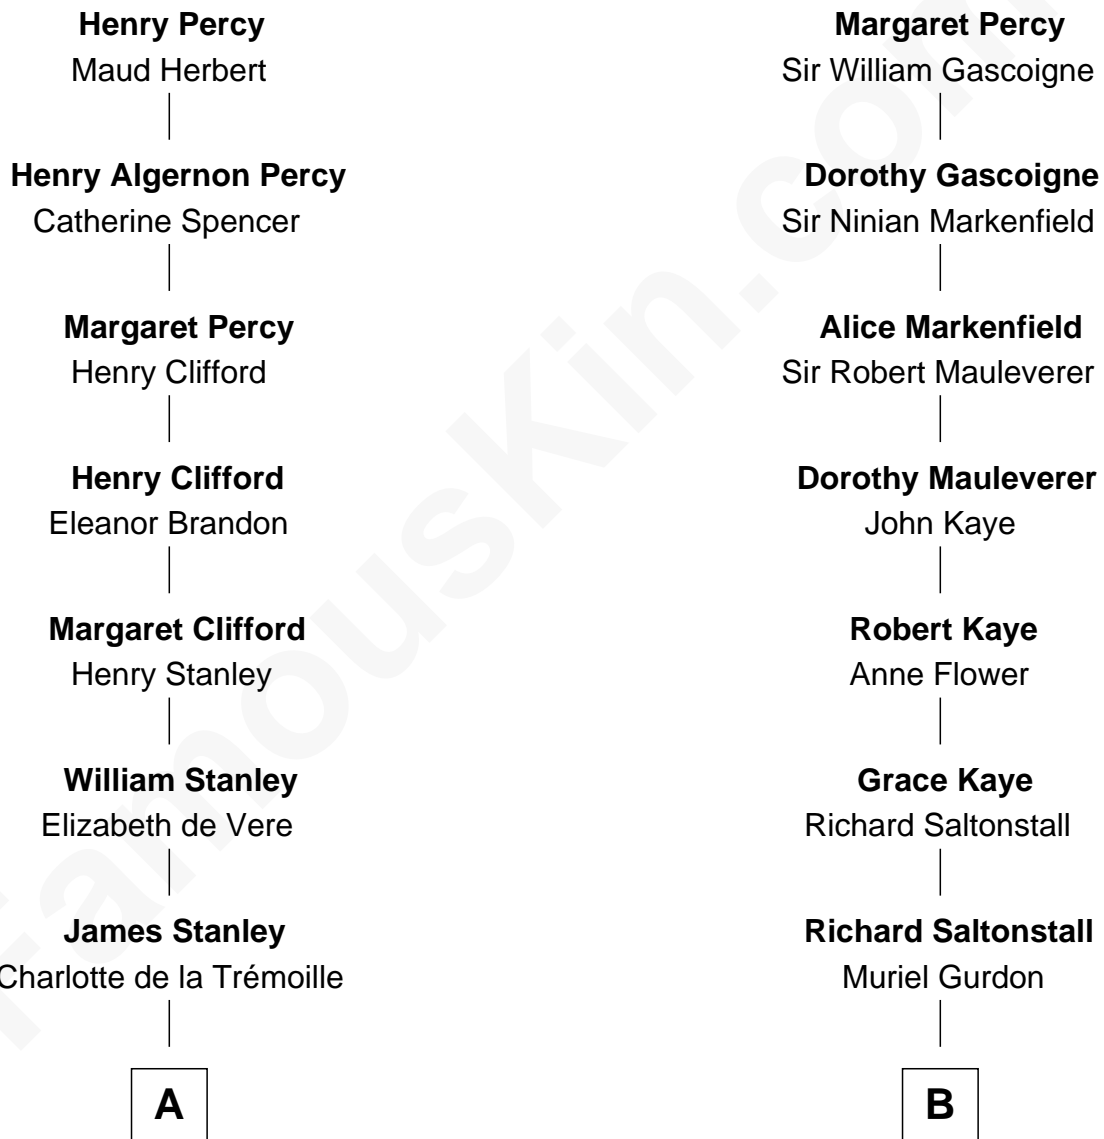 Henry Percy
Maud Herbert
Henry Algernon Percy
Catherine Spencer
Margaret Percy
Henry Clifford
Henry Clifford
Eleanor Brandon
Margaret Clifford
Henry Stanley
William Stanley
Elizabeth de Vere
James Stanley
Charlotte de la Trémoille
A
Margaret Percy
Sir William Gascoigne
Dorothy Gascoigne
Sir Ninian Markenfield
Alice Markenfield
Sir Robert Mauleverer
Dorothy Mauleverer
John Kaye
Robert Kaye
Anne Flower
Grace Kaye
Richard Saltonstall
Richard Saltonstall
Muriel Gurdon
B
FamousKin.com